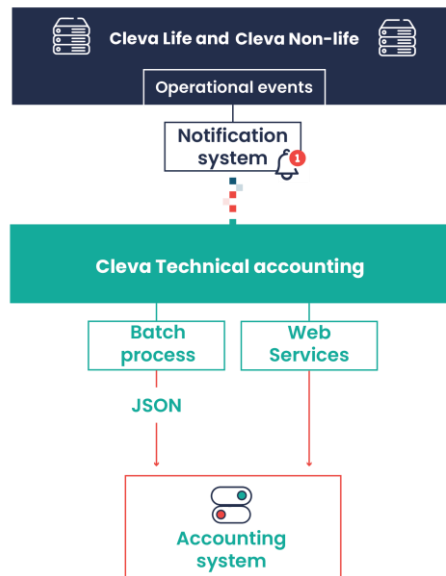 Cleva Life and Cleva Non-life
Operational events
Notification
system
1
Cleva Technical accounting
Batch
process
Web
Services
JSON
Accounting
system